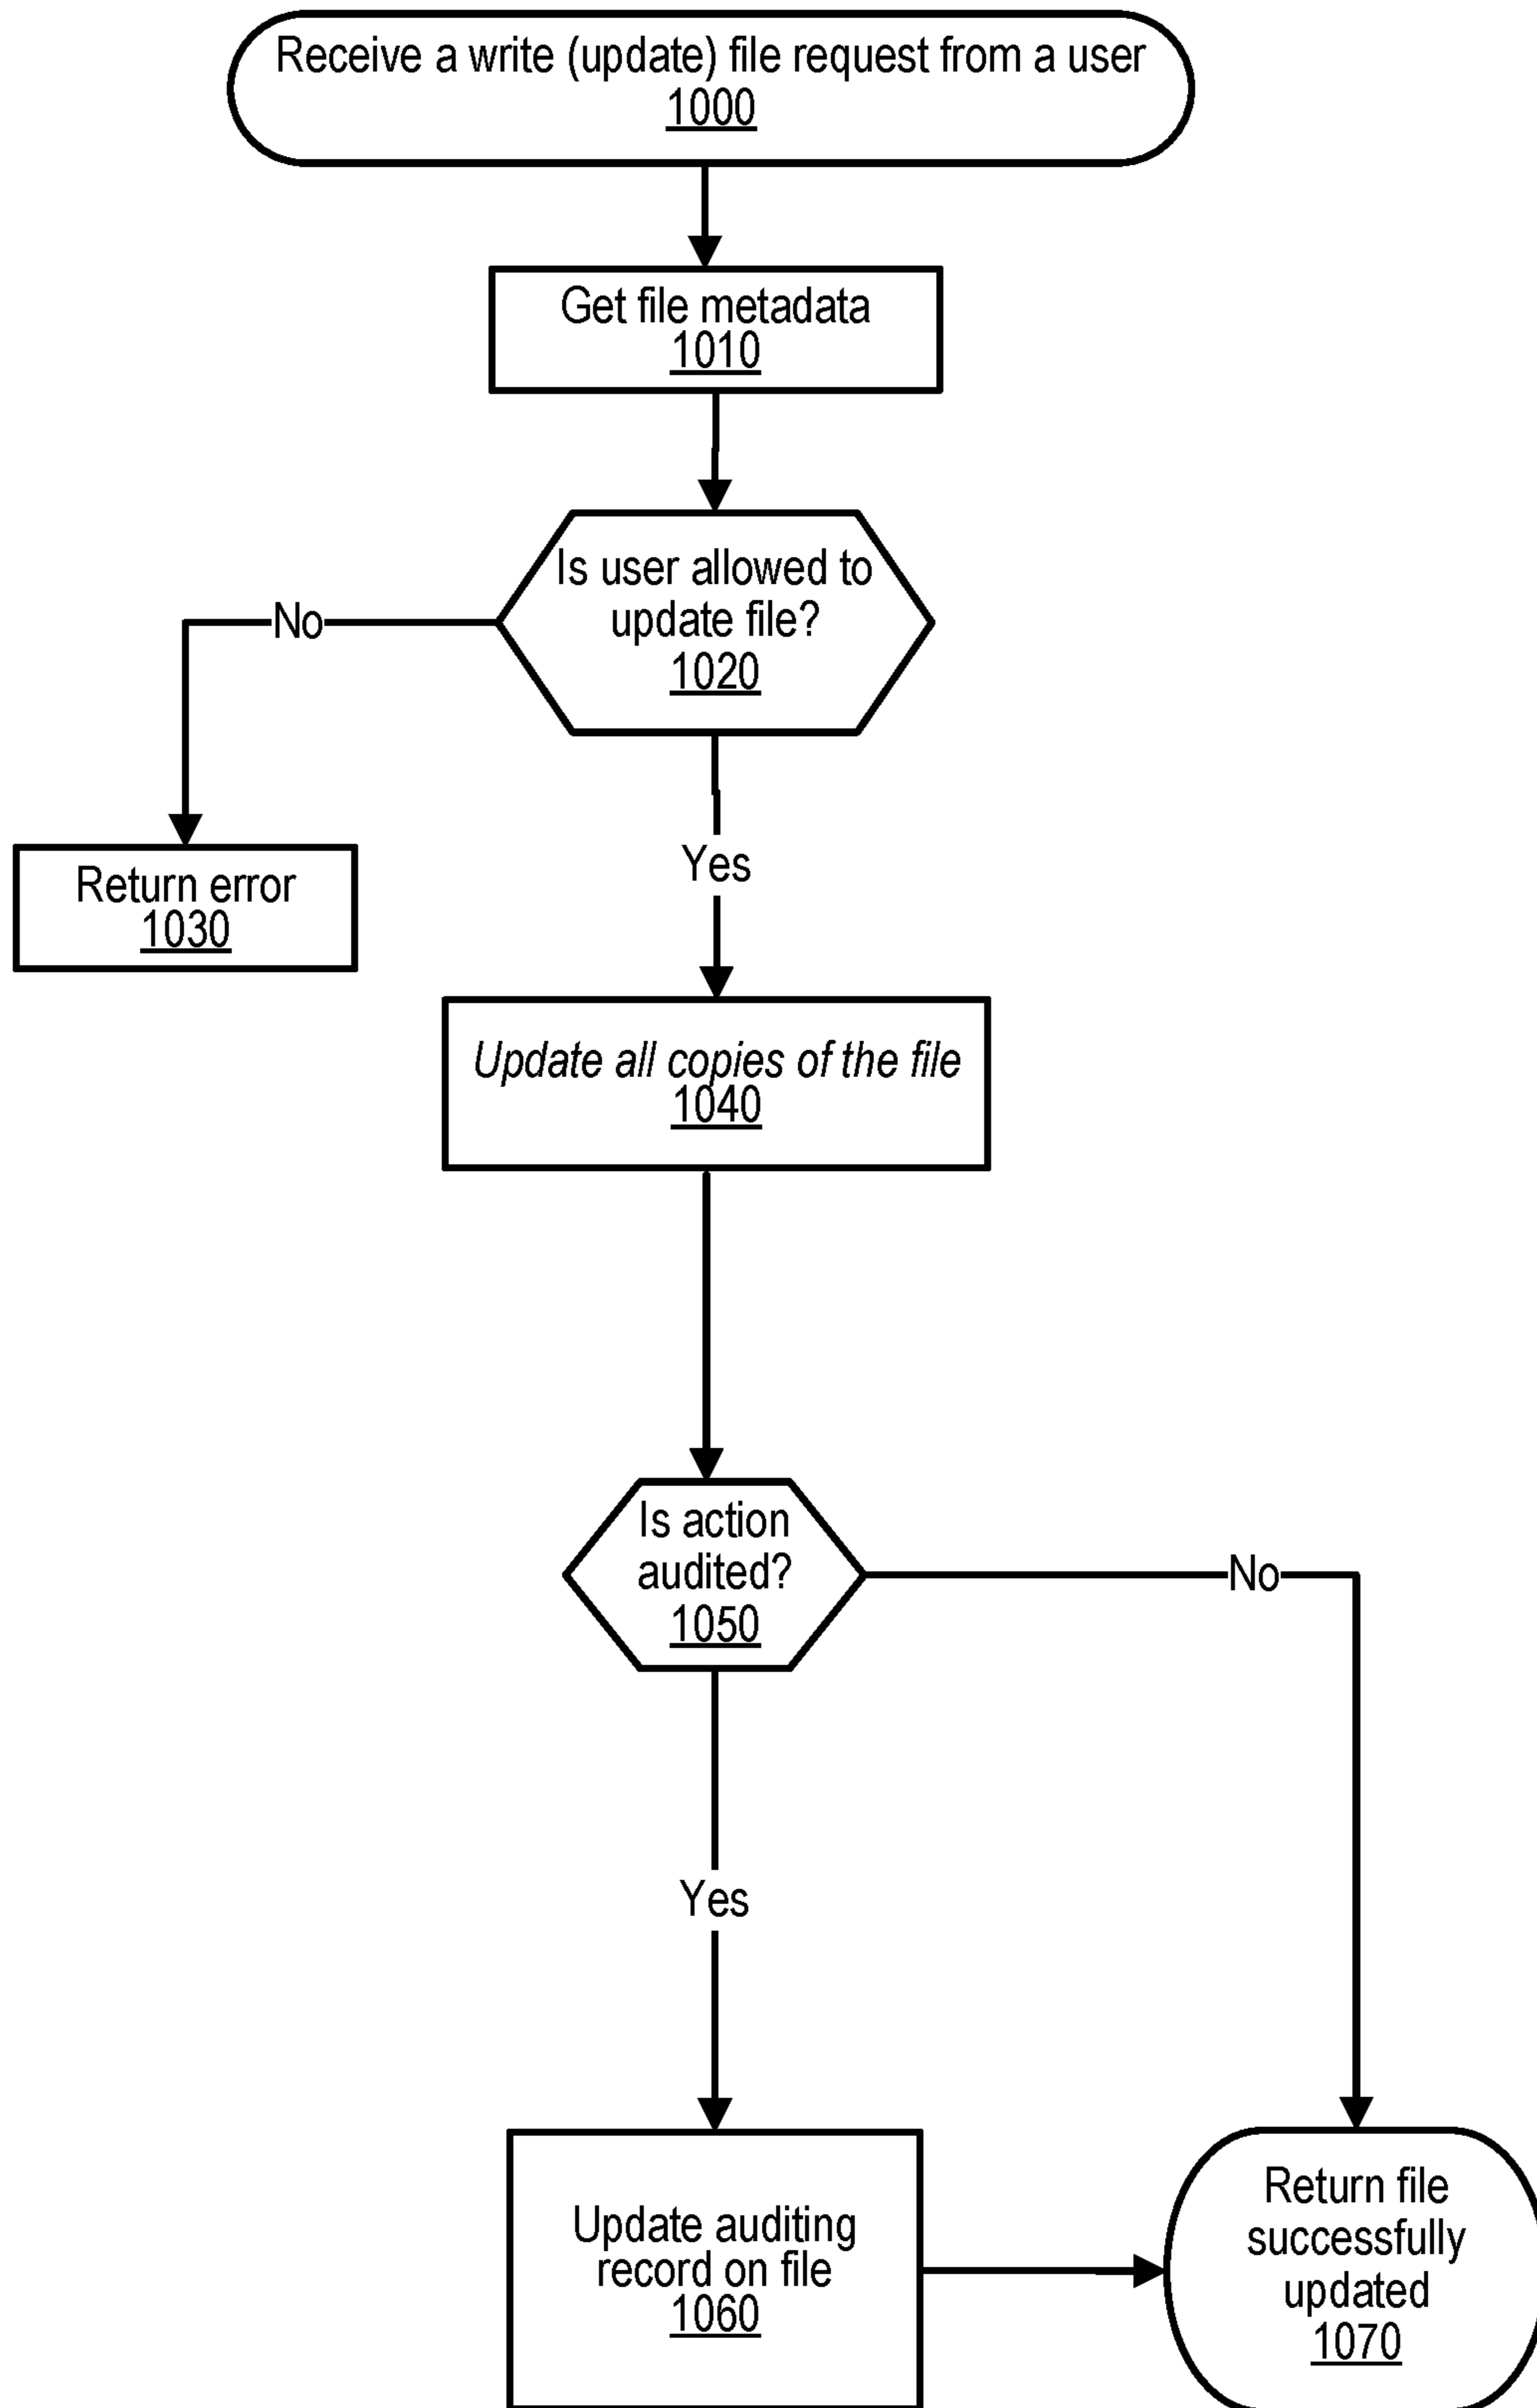 Receive a write (update) file request from a user
1000
Get file metadata
1010
Is user allowed to
update file?
1020
No
Return error
1030
Yes
Update all copies of the file
1040
Is action
audited?
1050
No
Yes
Update auditing
record on file
1060
Return file
successfully
updated
1070